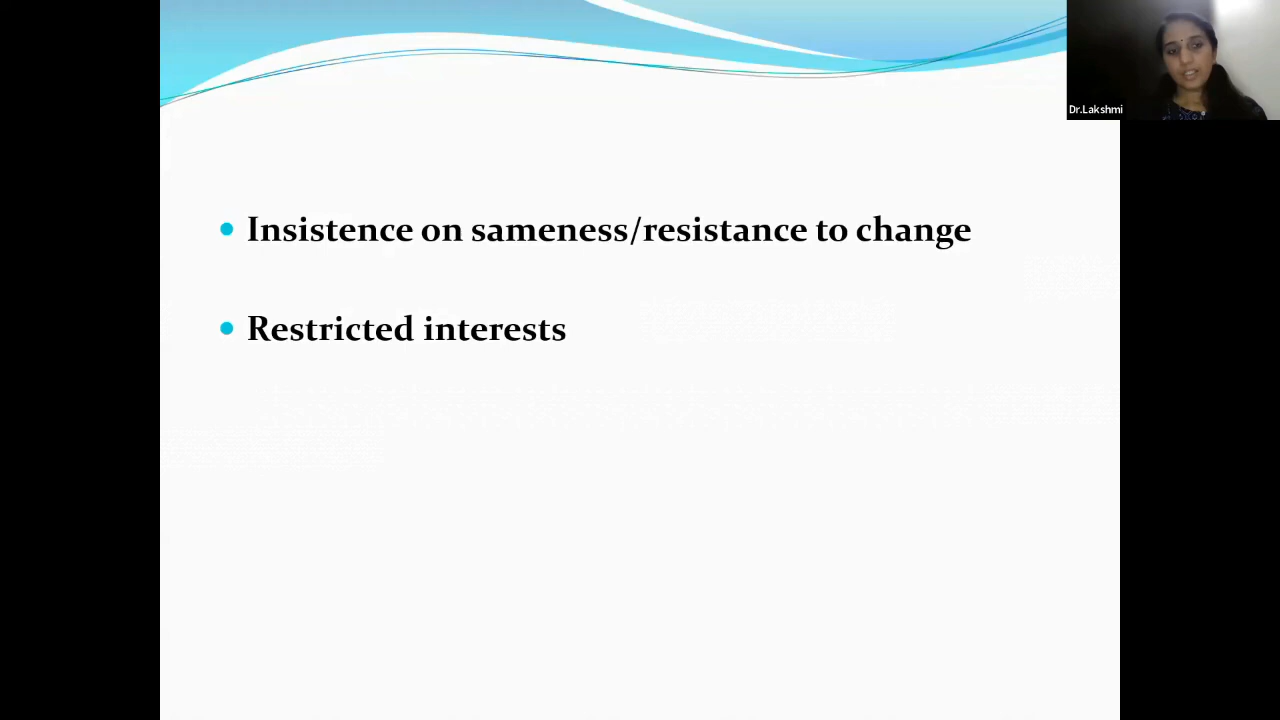 Dr.Lakshmi
Insistence on sameness/resistance to change
Restricted interests